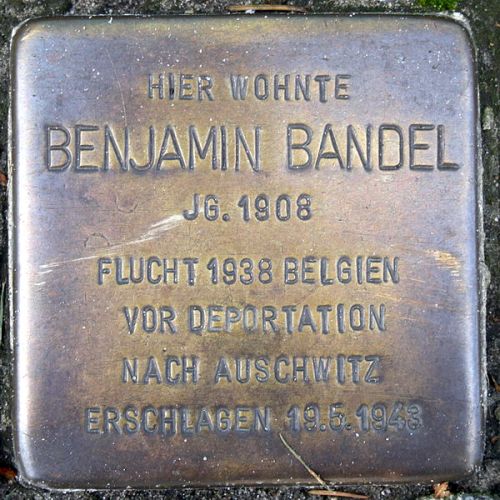 HIER WOHNTE
BENJAMIN BANDEL
JG. 1908
FLUCHT 1938 BELGIEN
VOR DEPORTATION
NACH AUSCHWITZ
ERSCHLAGEN 19.5.1943